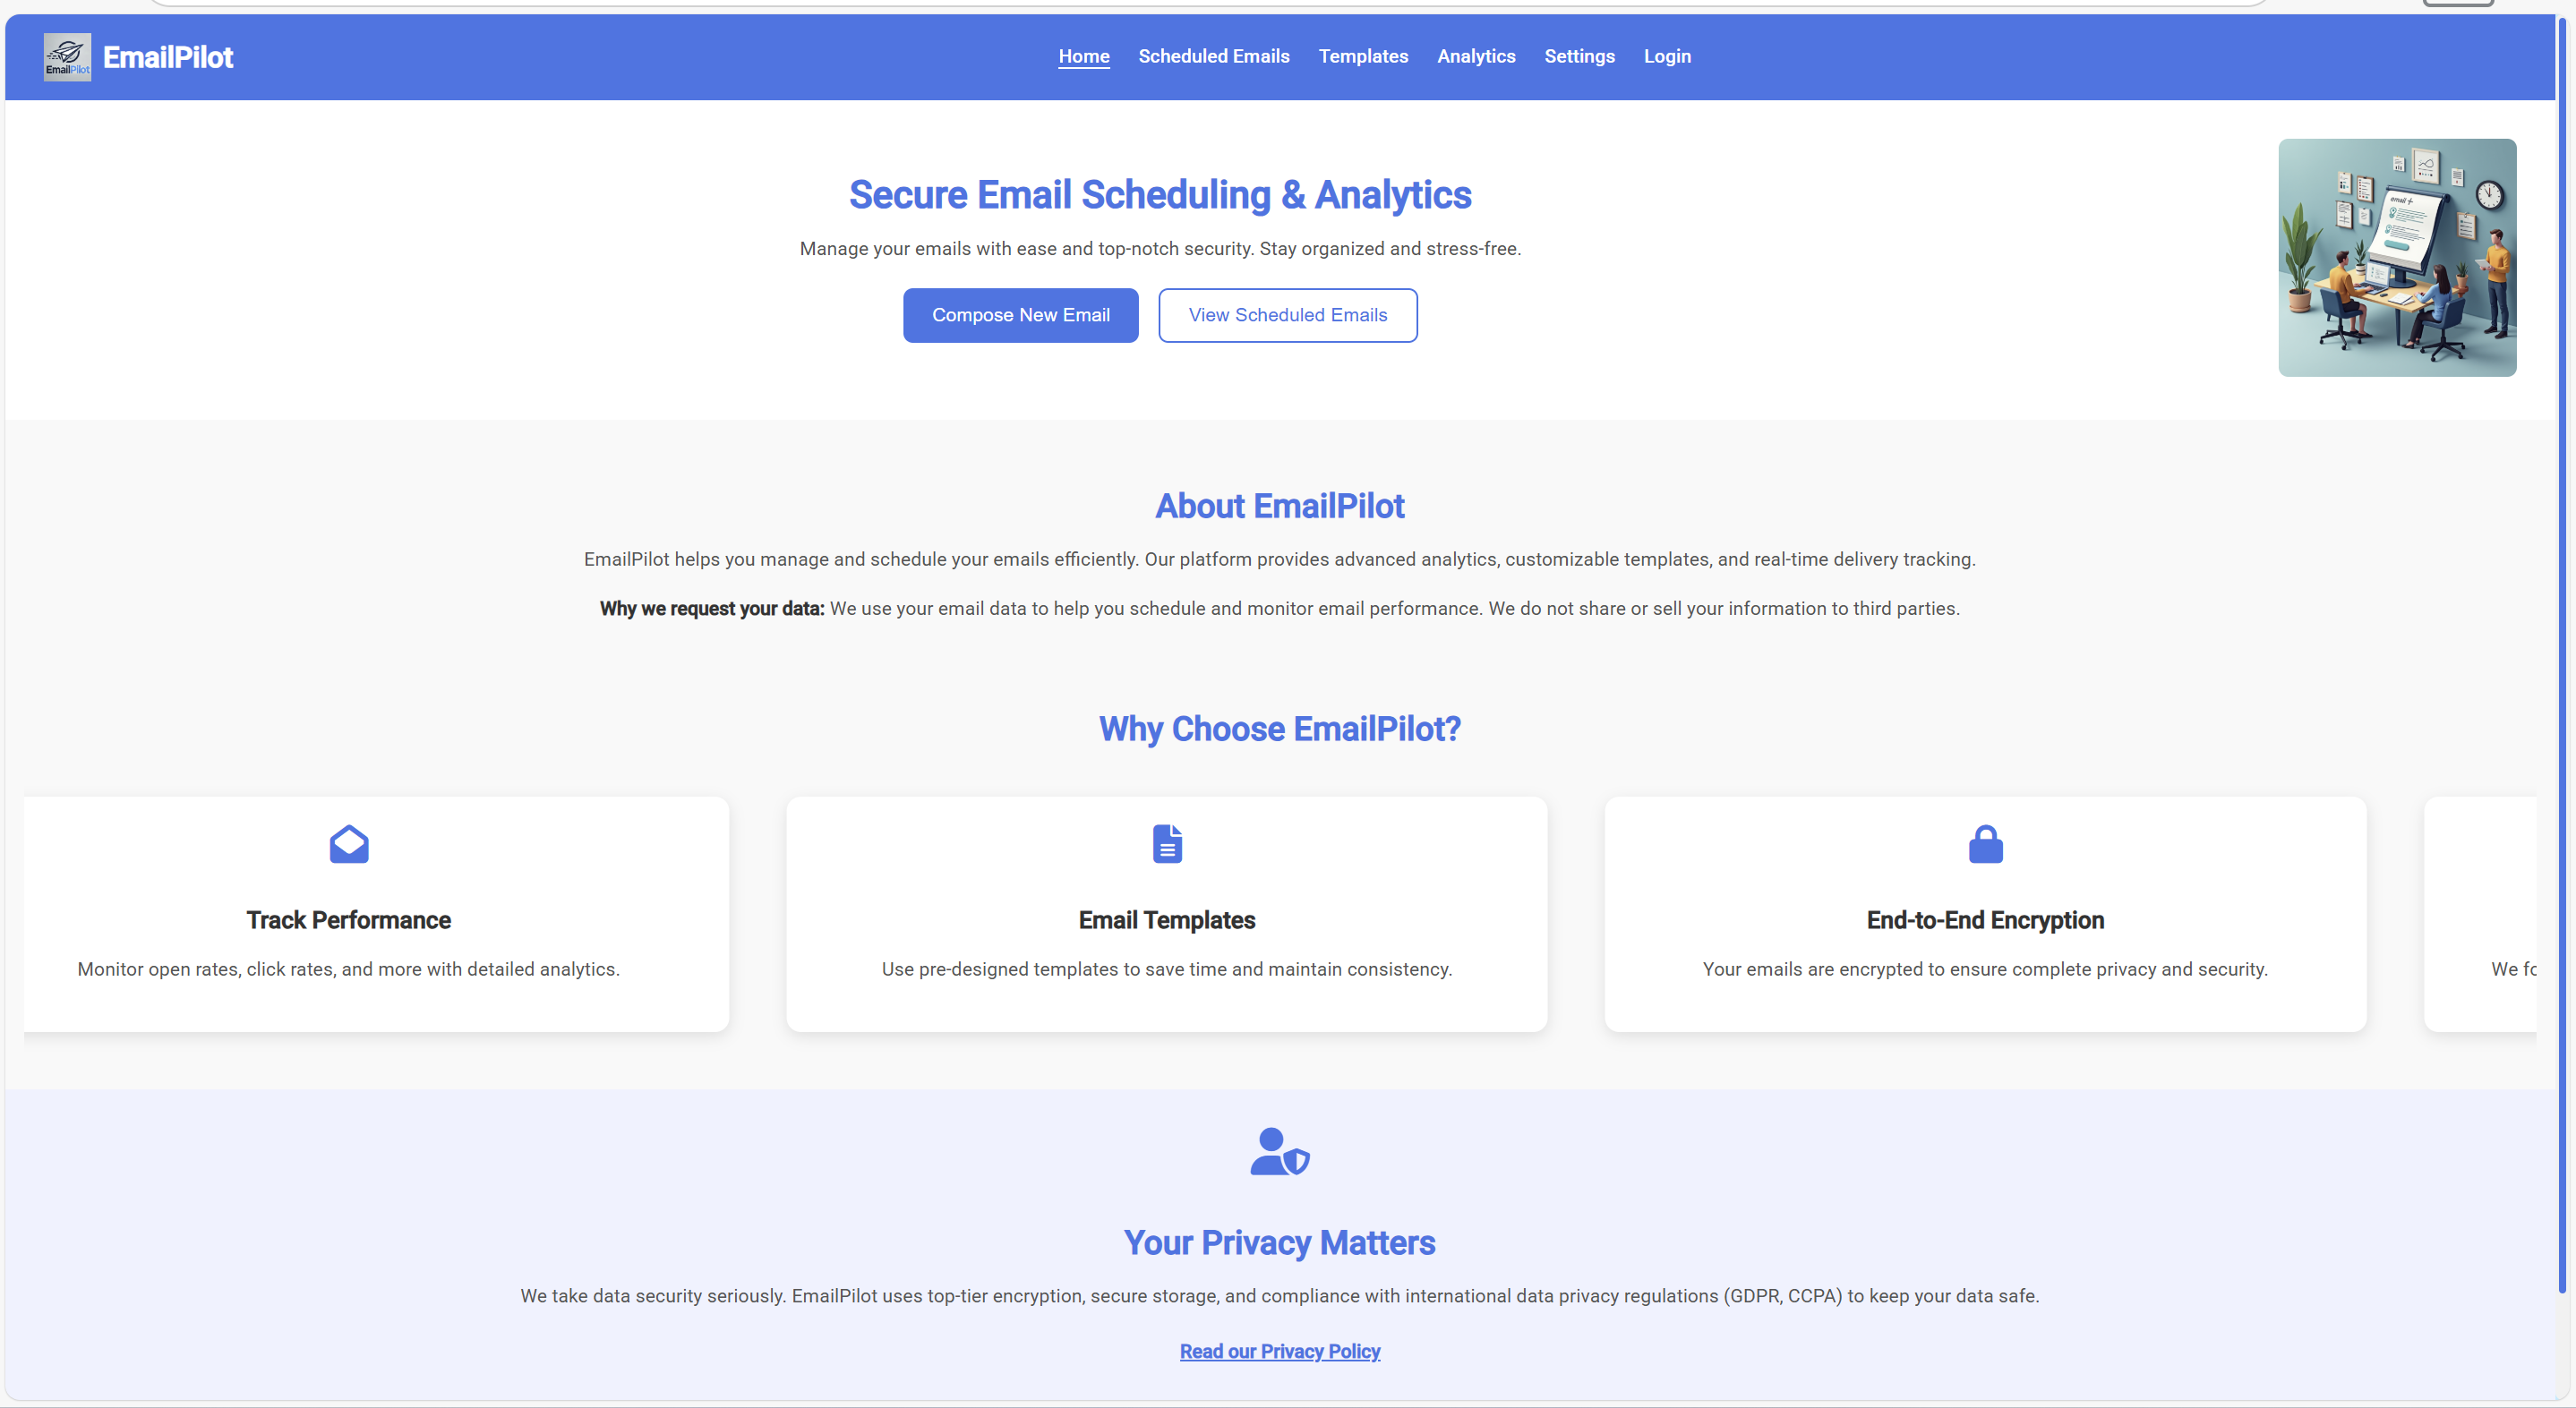 EmailPilot
EmailPilot
Home Scheduled Emails Templates Analytics Settings Login
Secure Email Scheduling & Analytics
Manage your emails with ease and top-notch security. Stay organized and stress-free.
Compose New Email View Scheduled Emails
email +
About EmailPilot
EmailPilot helps you manage and schedule your emails efficiently. Our platform provides advanced analytics, customizable templates, and real-time delivery tracking.
Why we request your data: We use your email data to help you schedule and monitor email performance. We do not share or sell your information to third parties.
Why Choose EmailPilot?
Track Performance
Monitor open rates, click rates, and more with detailed analytics.
Email Templates
Use pre-designed templates to save time and maintain consistency.
End-to-End Encryption
Your emails are encrypted to ensure complete privacy and security.
We fo
Your Privacy Matters
We take data security seriously. EmailPilot uses top-tier encryption, secure storage, and compliance with international data privacy regulations (GDPR, CCPA) to keep your data safe.
Read our Privacy Policy